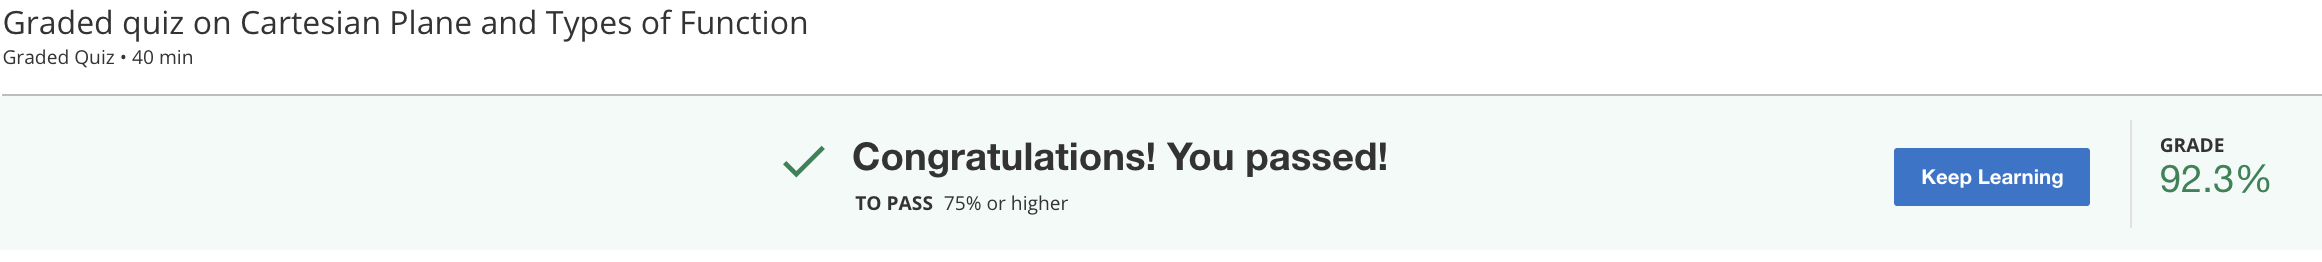 Graded quiz on Cartesian Plane and Types of Function
Graded Quiz • 40 min
Congratulations! You passed!
TO PASS 75% or higher
Keep Learning
GRADE
92.3%